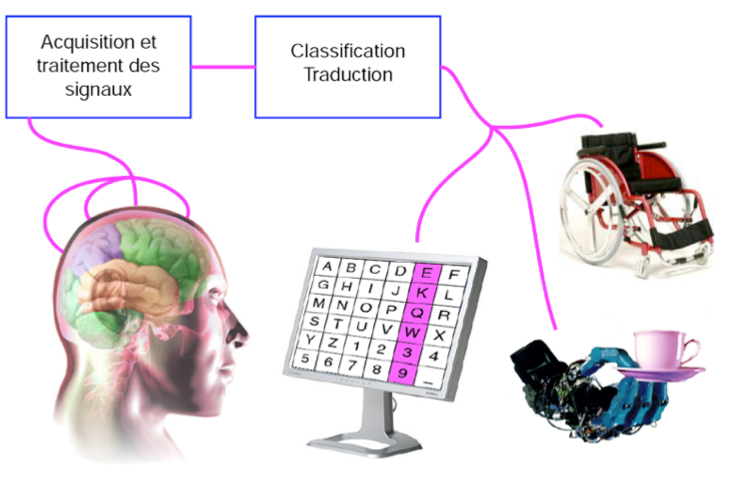 Acquisition et
traitement des
signaux
Classification
Traduction
A B C D E F
G H I J K L
M N O P Q R
S T U V W X
Y Z 1 2 3 4
5 6 7 8 9 _